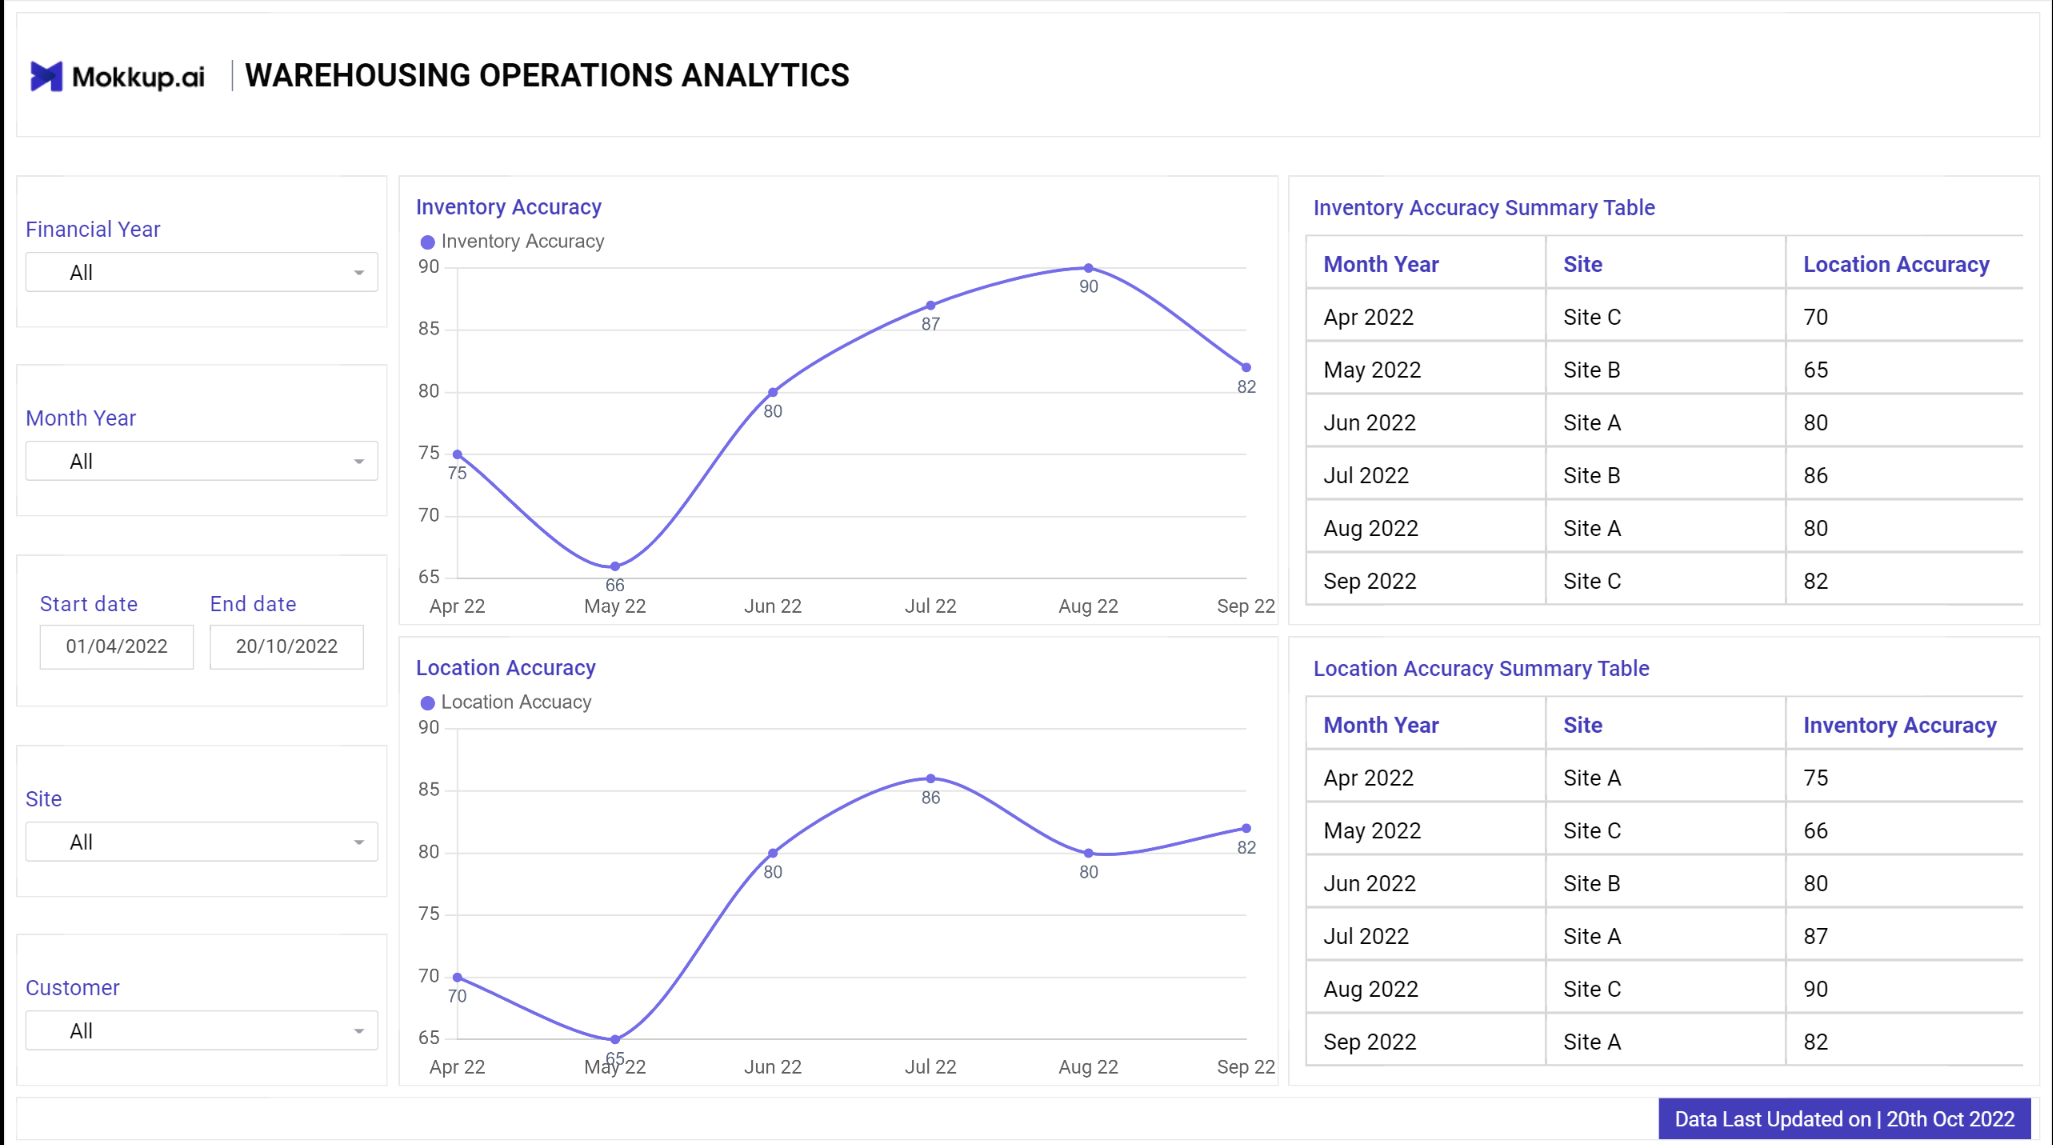 Mokkup.ai
WAREHOUSING OPERATIONS ANALYTICS
Financial Year
All
Month Year
All
Start date End date
01/04/2022 20/10/2022
Site
All
Customer
All
Inventory Accuracy
Inventory Accuracy
90
85
80
75
70
65
75
66
80
87
90
82
Apr 22 May 22 Jun 22 Jul 22 Aug 22 Sep 22
Location Accuracy
Location Accuacy
90
85
80
75
70
65
70
65
80
86
80
82
Apr 22 May 22 Jun 22 Jul 22 Aug 22 Sep 22
Inventory Accuracy Summary Table
Month Year Site Location Accuracy
Apr 2022 Site C 70
May 2022 Site B 65
Jun 2022 Site A 80
Jul 2022 Site B 86
Aug 2022 Site A 80
Sep 2022 Site C 82
Location Accuracy Summary Table
Month Year Site Inventory Accuracy
Apr 2022 Site A 75
May 2022 Site C 66
Jun 2022 Site B 80
Jul 2022 Site A 87
Aug 2022 Site C 90
Sep 2022 Site A 82
Data Last Updated on | 20th Oct 2022